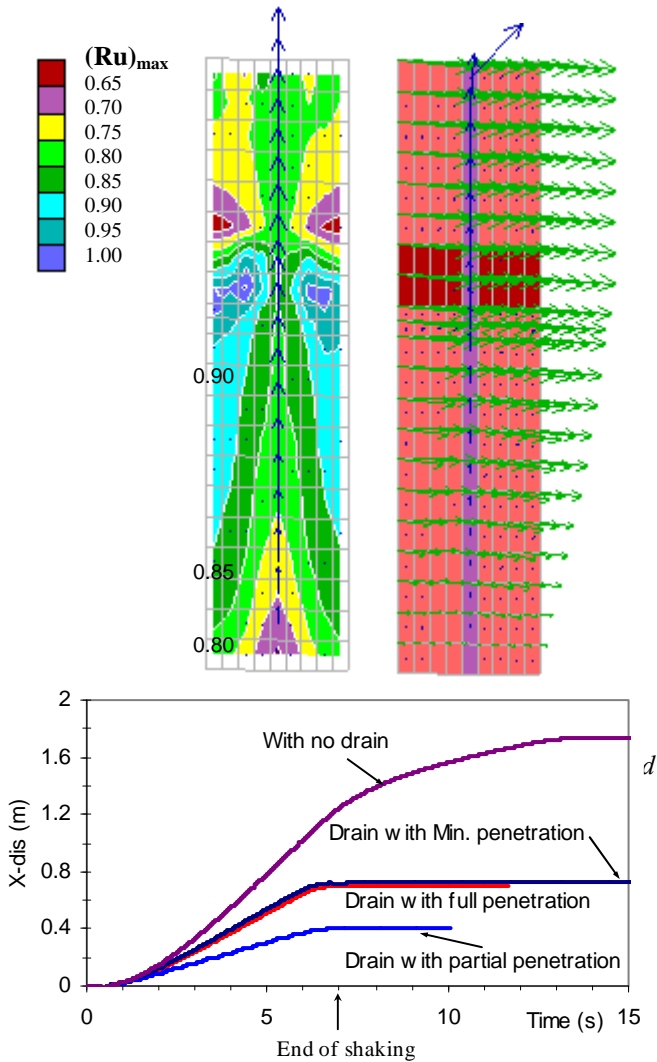 (Ru)max
0.65
0.70
0.75
0.80
0.85
0.90
0.95
1.00
0.90
0.85
0.80
2
1.6
1.2
0.8
0.4
0
X-dis (m)
With no drain
d
Drain with Min. penetration
Drain with full penetration
Drain with partial penetration
0
5
10
15
Time (s)
End of shaking